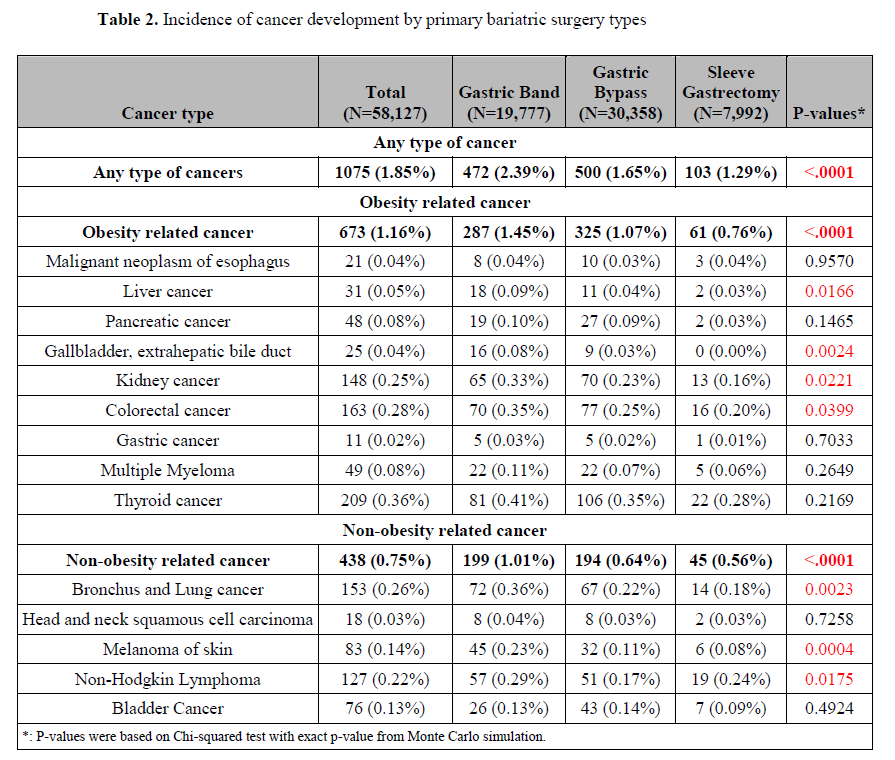 Table 2. Incidence of cancer development by primary bariatric surgery types
Cancer type Total (N=58,127) Gastric Band (N=19,777) Gastric Bypass (N=30,358) Sleeve Gastrectomy (N=7,992) P-values*
Any type of cancer
Any type of cancers 1075 (1.85%) 472 (2.39%) 500 (1.65%) 103 (1.29%) <.0001
Obesity related cancer
Obesity related cancer 673 (1.16%) 287 (1.45%) 325 (1.07%) 61 (0.76%) <.0001
Malignant neoplasm of esophagus 21 (0.04%) 8 (0.04%) 10 (0.03%) 3 (0.04%) 0.9570
Liver cancer 31 (0.05%) 18 (0.09%) 11 (0.04%) 2 (0.03%) 0.0166
Pancreatic cancer 48 (0.08%) 19 (0.10%) 27 (0.09%) 2 (0.03%) 0.1465
Gallbladder, extrahepatic bile duct 25 (0.04%) 16 (0.08%) 9 (0.03%) 0 (0.00%) 0.0024
Kidney cancer 148 (0.25%) 65 (0.33%) 70 (0.23%) 13 (0.16%) 0.0221
Colorectal cancer 163 (0.28%) 70 (0.35%) 77 (0.25%) 16 (0.20%) 0.0399
Gastric cancer 11 (0.02%) 5 (0.03%) 5 (0.02%) 1 (0.01%) 0.7033
Multiple Myeloma 49 (0.08%) 22 (0.11%) 22 (0.07%) 5 (0.06%) 0.2649
Thyroid cancer 209 (0.36%) 81 (0.41%) 106 (0.35%) 22 (0.28%) 0.2169
Non-obesity related cancer
Non-obesity related cancer 438 (0.75%) 199 (1.01%) 194 (0.64%) 45 (0.56%) <.0001
Bronchus and Lung cancer 153 (0.26%) 72 (0.36%) 67 (0.22%) 14 (0.18%) 0.0023
Head and neck squamous cell carcinoma 18 (0.03%) 8 (0.04%) 8 (0.03%) 2 (0.03%) 0.7258
Melanoma of skin 83 (0.14%) 45 (0.23%) 32 (0.11%) 6 (0.08%) 0.0004
Non-Hodgkin Lymphoma 127 (0.22%) 57 (0.29%) 51 (0.17%) 19 (0.24%) 0.0175
Bladder Cancer 76 (0.13%) 26 (0.13%) 43 (0.14%) 7 (0.09%) 0.4924
*: P-values were based on Chi-squared test with exact p-value from Monte Carlo simulation.